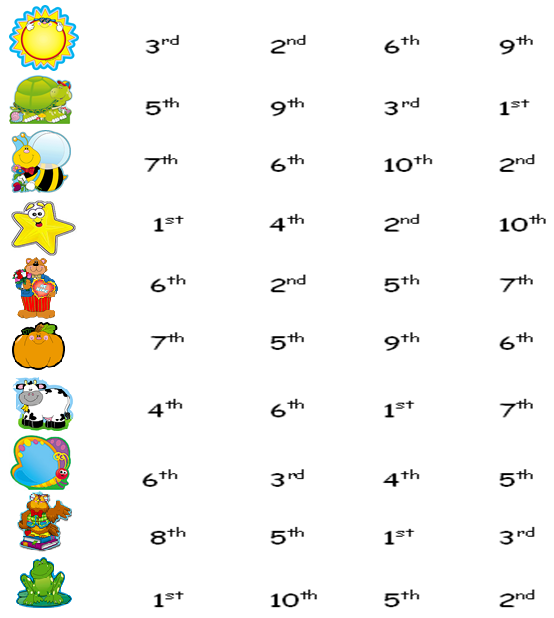 3rd 2nd 6th 9th
5th 9th 3rd 1st
7th 6th 10th 2nd
1st 4th 2nd 10th
6th 2nd 5th 7th
7th 5th 9th 6th
4th 6th 1st 7th
6th 3rd 4th 5th
8th 5th 1st 3rd
1st 10th 5th 2nd